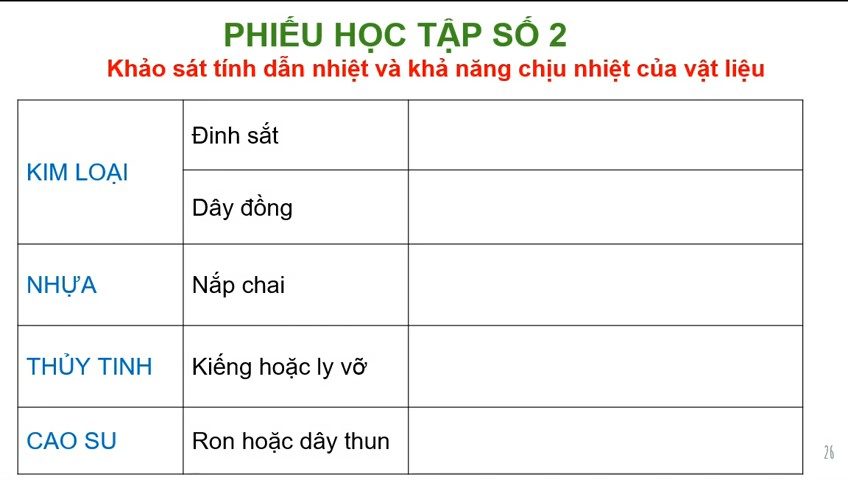 PHIẾU HỌC TẬP SỐ 2
Khảo sát tính dẫn nhiệt và khả năng chịu nhiệt của vật liệu
KIM LOẠI
Đinh sắt
Dây đồng
NHỰA
Nắp chai
THỦY TINH
Kiếng hoặc ly vỡ
CAO SU
Ron hoặc dây thun
26